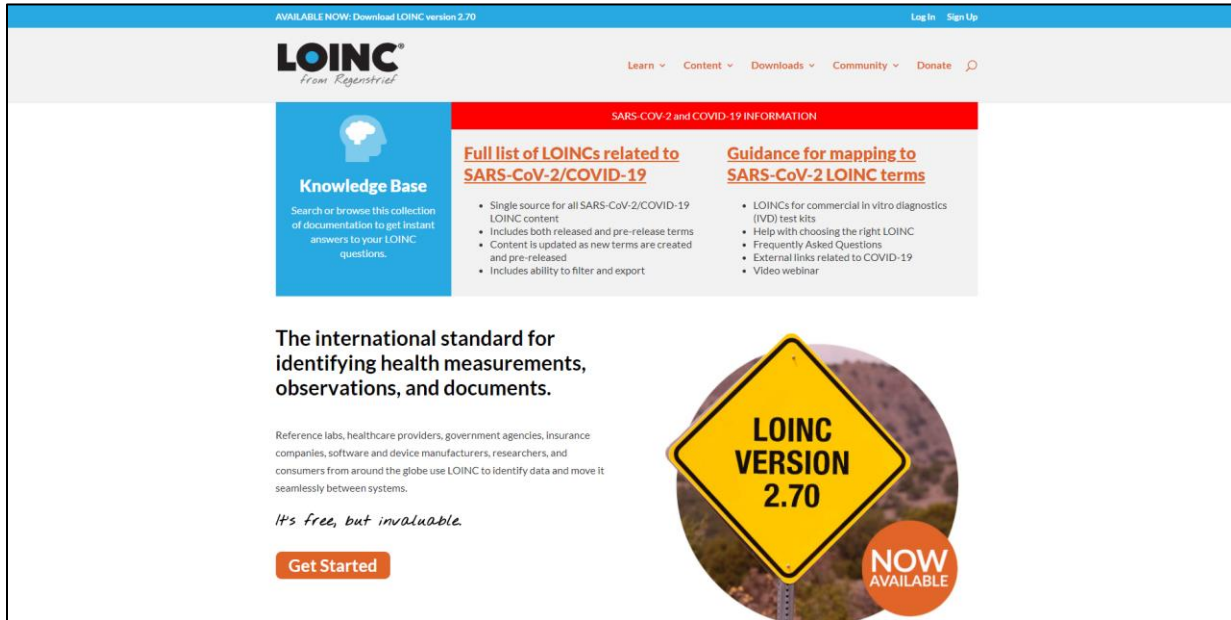 AVAILABLE NOW: Download LOINC version 2.70
Log In Sign Up
LOINC®
from Regenstrief
Learn Content Downloads Community Donate
Knowledge Base
Search or browse this collection
of documentation to get instant
answers to your LOINC
questions.
SARS-COV-2 and COVID-19 INFORMATION
Full list of LOINCs related to
SARS-CoV-2/COVID-19
• Single source for all SARS-CoV-2/COVID-19
LOINC content
• Includes both released and pre-release terms
• Content is updated as new terms are created
and pre-released
• Includes ability to filter and export
Guidance for mapping to
SARS-CoV-2 LOINC terms
• LOINCs for commercial in vitro diagnostics
(IVD) test kits
• Help with choosing the right LOINC
• Frequently Asked Questions
• External links related to COVID-19
• Video webinar
The international standard for
identifying health measurements,
observations, and documents.
Reference labs, healthcare providers, government agencies, insurance
companies, software and device manufacturers, researchers, and
consumers from around the globe use LOINC to identify data and move it
seamlessly between systems.
It's free, but invaluable.
Get Started
LOINC
VERSION
2.70
NOW
AVAILABLE